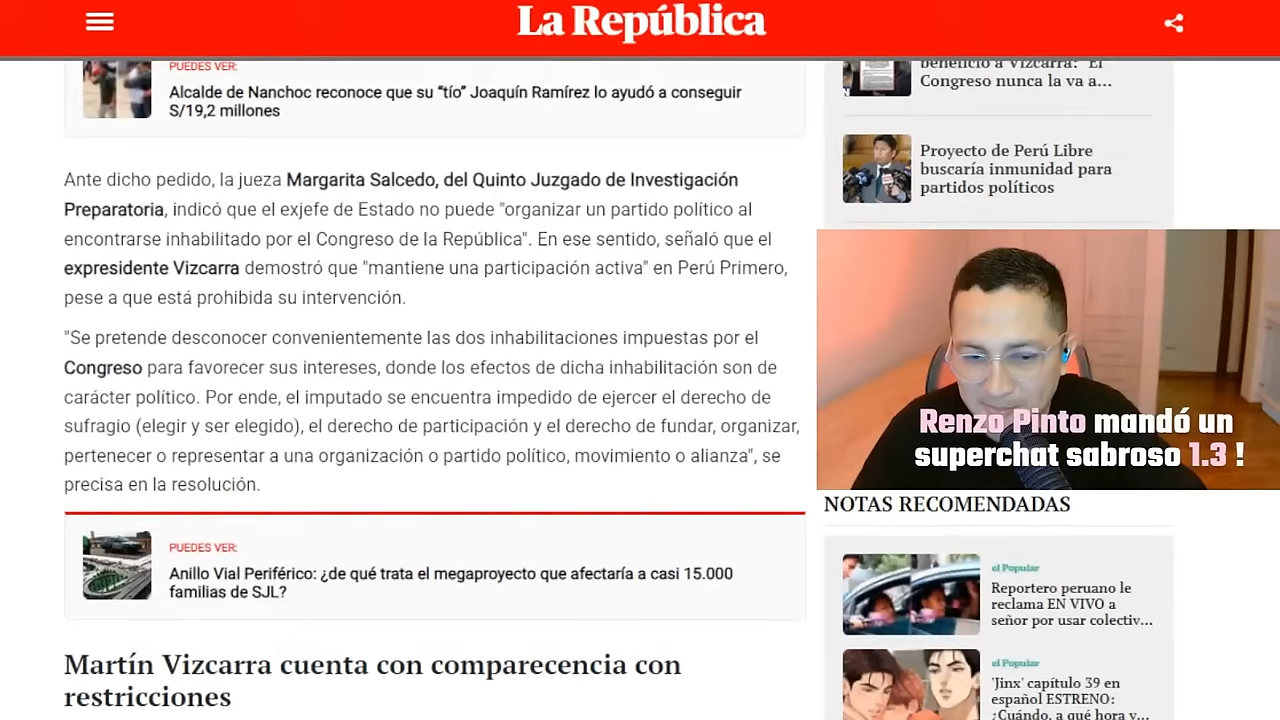 La República
PUEDES VER:
Alcalde de Nanchoc reconoce que su “tío” Joaquín Ramírez lo ayudó a conseguir
S/19,2 millones
Ante dicho pedido, la jueza Margarita Salcedo, del Quinto Juzgado de Investigación
Preparatoria, indicó que el exjefe de Estado no puede "organizar un partido político al
encontrarse inhabilitado por el Congreso de la República". En ese sentido, señaló que el
expresidente Vizcarra demostró que "mantiene una participación activa" en Perú Primero,
pese a que está prohibida su intervención.
"Se pretende desconocer convenientemente las dos inhabilitaciones impuestas por el
Congreso para favorecer sus intereses, donde los efectos de dicha inhabilitación son de
carácter político. Por ende, el imputado se encuentra impedido de ejercer el derecho de
sufragio (elegir y ser elegido), el derecho de participación y el derecho de fundar, organizar,
pertenecer o representar a una organización o partido político, movimiento o alianza", se
precisa en la resolución.
PUEDES VER:
Anillo Vial Periférico: ¿de qué trata el megaproyecto que afectaría a casi 15.000
familias de SJL?
Martín Vizcarra cuenta con comparecencia con
restricciones
beneficio a Vizcarra: "El
Congreso nunca la va a...
Proyecto de Perú Libre
buscaría inmunidad para
partidos políticos
Renzo Pinto mandó un
superchat sabroso 1.3 !
NOTAS RECOMENDADAS
el Popular
Reportero peruano le
reclama EN VIVO a
señor por usar colectiv...
el Popular
'Jinx' capítulo 39 en
español ESTRENO:
¿Cuándo, a qué hora y...